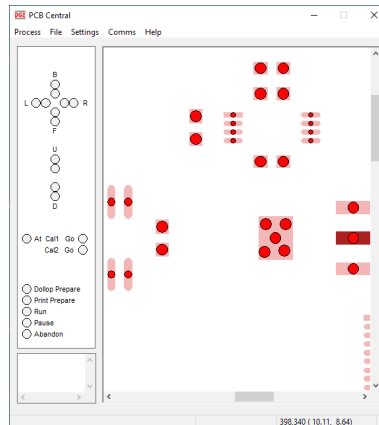 DGE PCB Central
Process File Settings Comms Help
B
L R
F
U
D
At Cal1 Go
Cal2 Go
Dollop Prepare
Print Prepare
Run
Pause
Abandon
398.340 ( 10.11, 8.64)